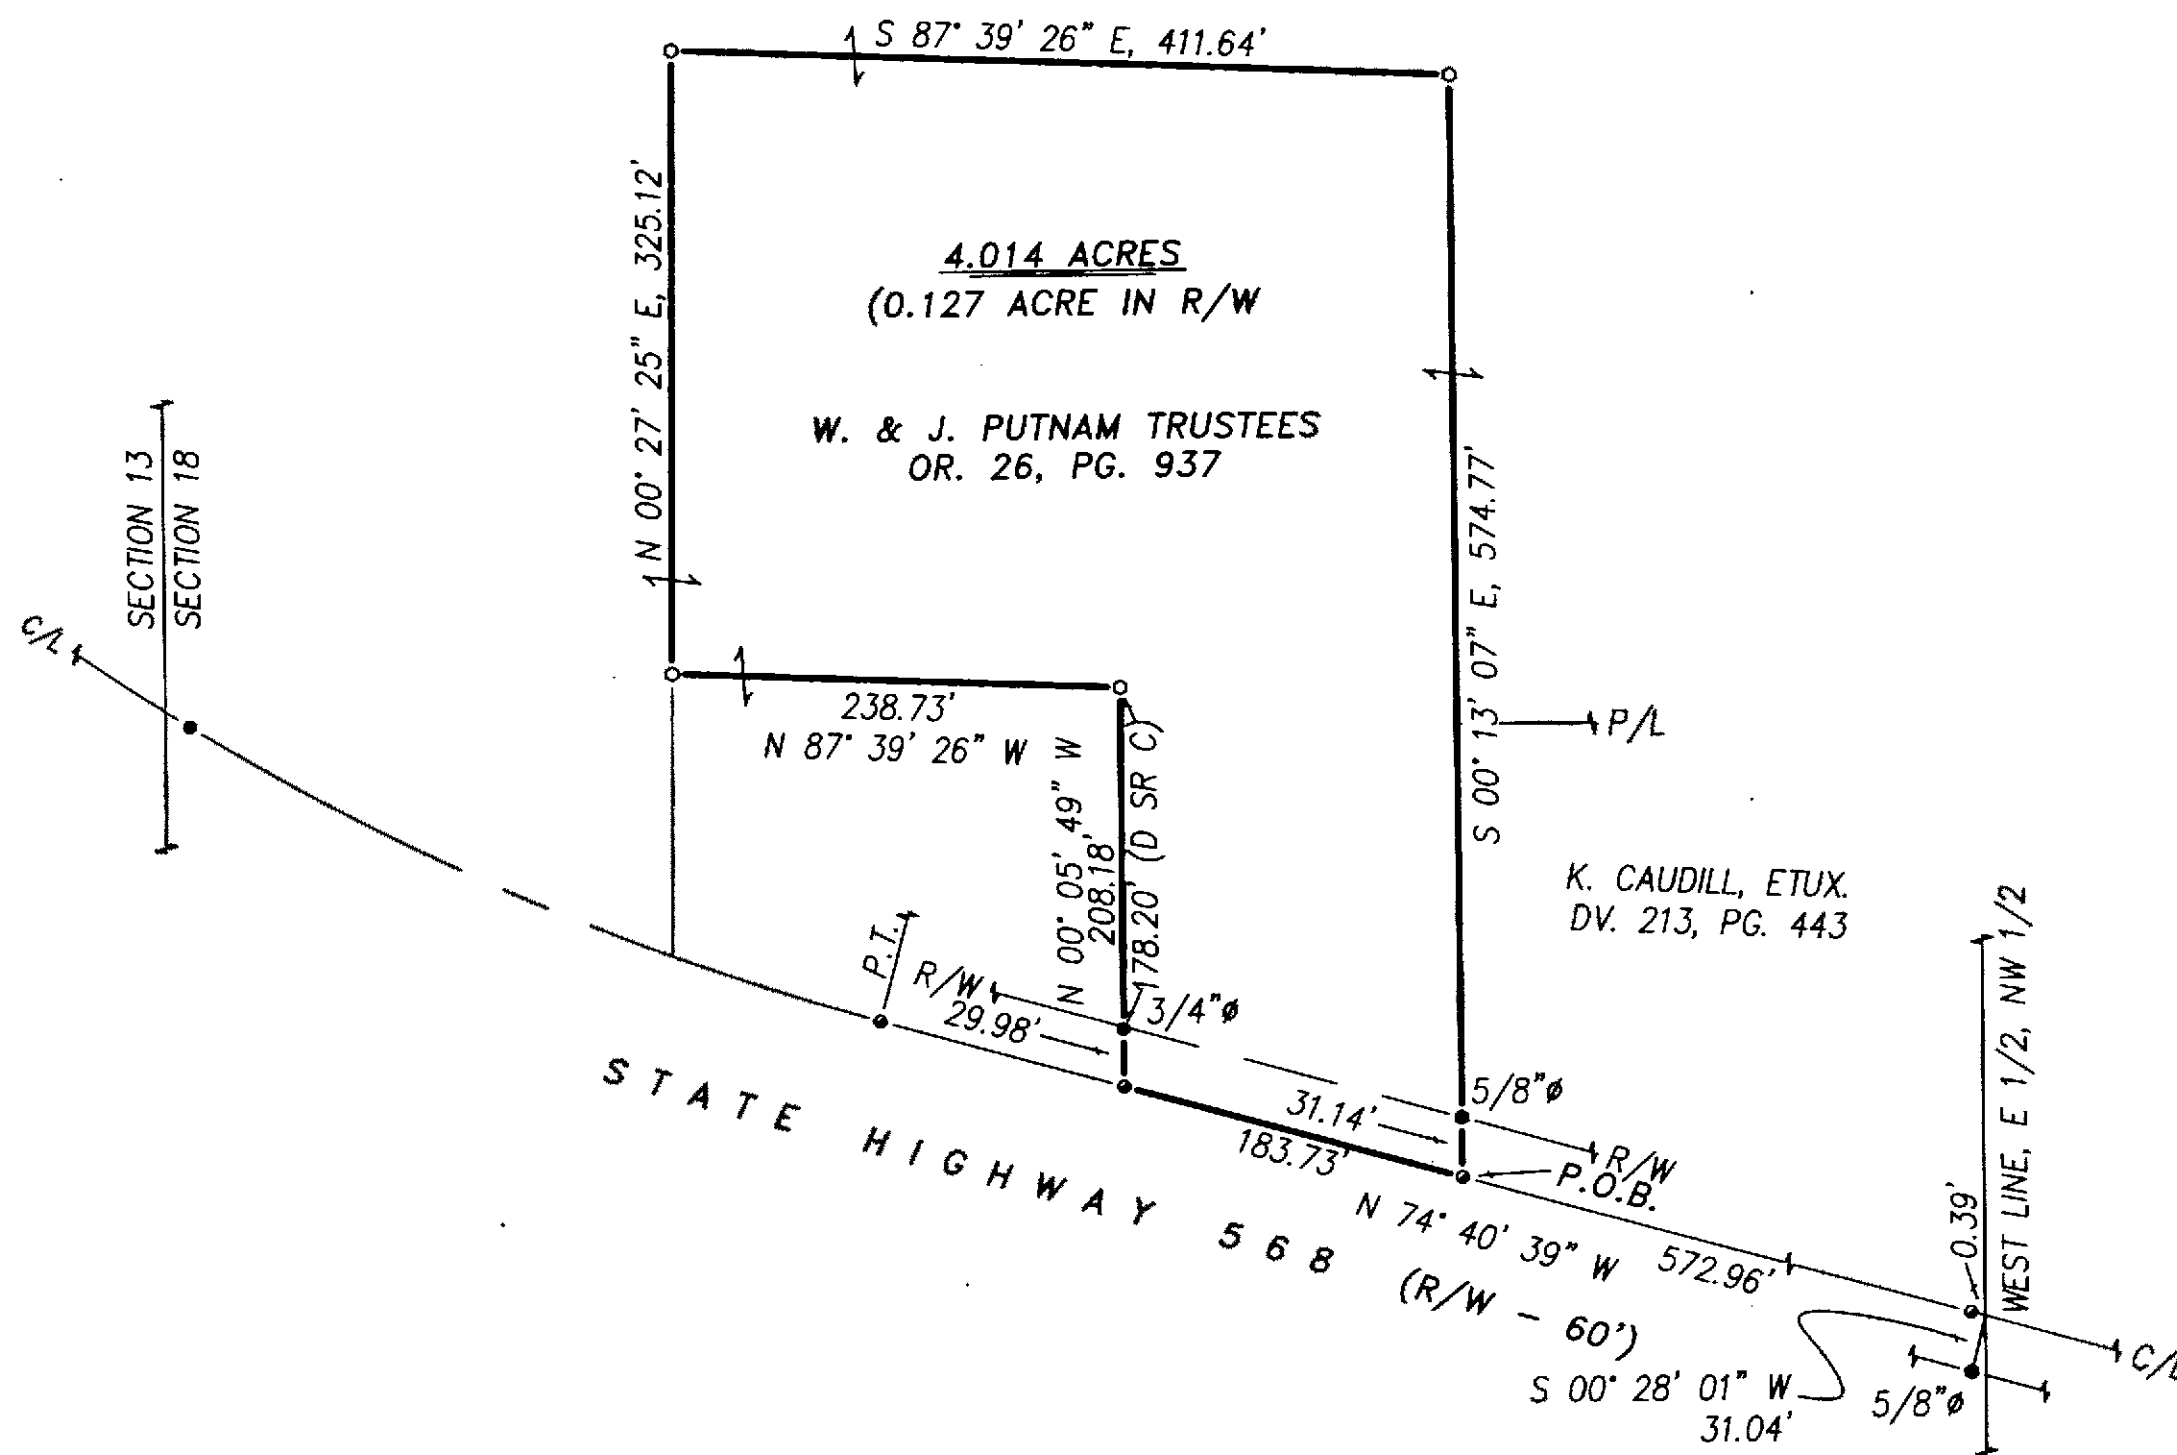 S 87° 39' 26" E, 411.64'
N 00° 27' 25" E, 325.12'
4.014 ACRES
(0.127 ACRE IN R/W
W. & J. PUTNAM TRUSTEES
OR. 26, PG. 937
SECTION 13
SECTION 18
C/L
S 00° 13' 07" E, 574.77'
P/L
238.73'
N 87° 39' 26" W
N 00° 05' 49" W
208.18'
178.20' (D SR C)
K. CAUDILL, ETUX.
DV. 213, PG. 443
WEST LINE, E 1/2, NW 1/2
P.T.
R/W
29.98'
3/4"ø
5/8"ø
31.14'
183.73'
R/W
P.O.B.
STATE HIGHWAY 568 (R/W - 60')
N 74° 40' 39" W
572.96'
0.39'
C/L
S 00° 28' 01" W
31.04'
5/8"ø